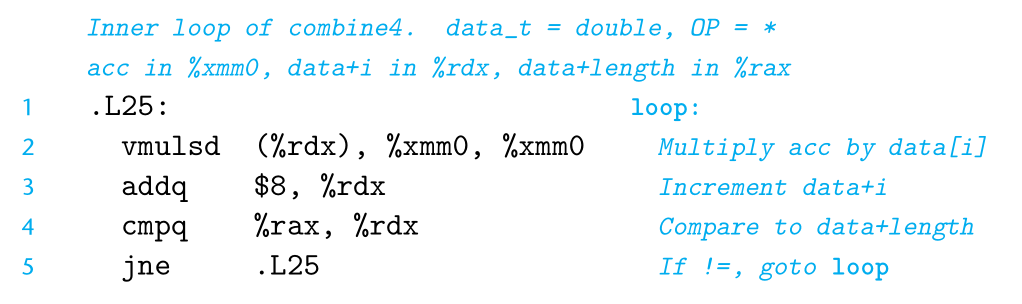 Inner loop of combine4. data_t = double, OP = *
acc in %xmm0, data+i in %rdx, data+length in %rax
1 .L25: loop:
2 vmulsd (%rdx), %xmm0, %xmm0 Multiply acc by data[i]
3 addq $8, %rdx Increment data+i
4 cmpq %rax, %rdx Compare to data+length
5 jne .L25 If !=, goto loop